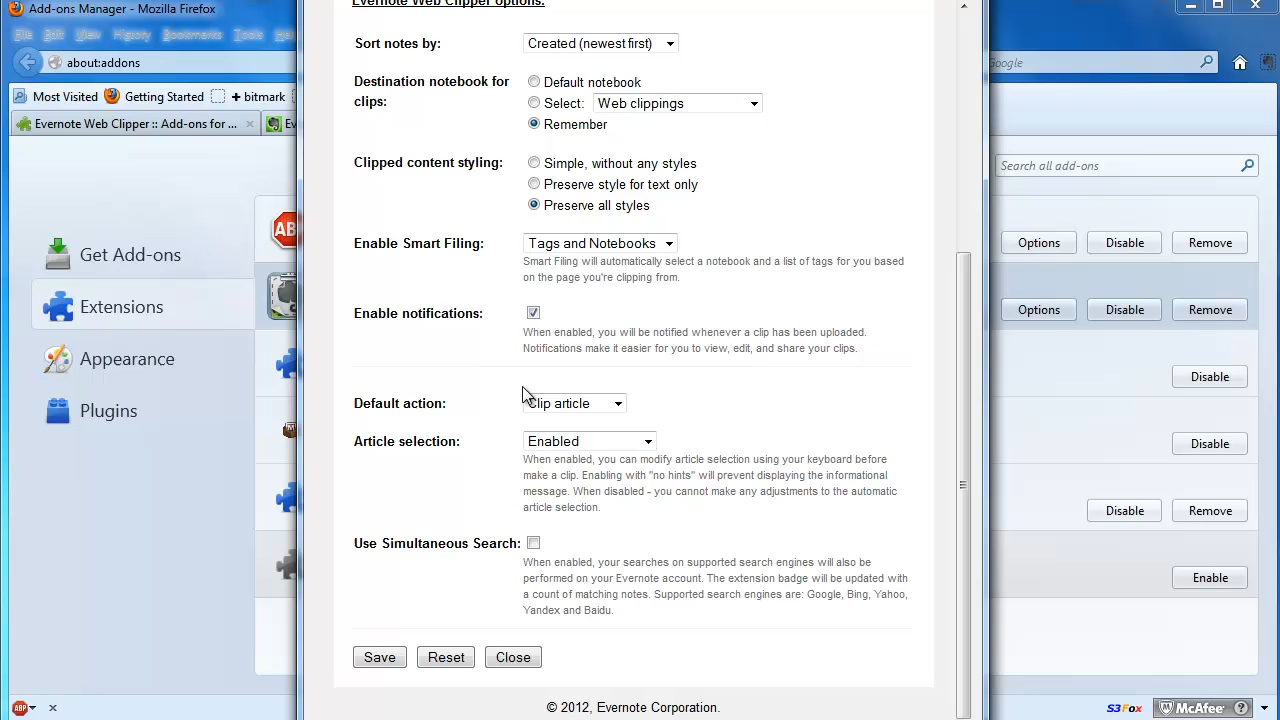 Add-ons Manager - Mozilla Firefox
Evernote Web Clipper options:
File Edit View History Bookmarks Tools
about:addons
Google
Most Visited Getting Started + bitmark
Evernote Web Clipper :: Add-ons for ...
Search all add-ons
Get Add-ons
Extensions
Appearance
Plugins
ABP
Sort notes by: Created (newest first)
Destination notebook for clips:
Default notebook
Select: Web clippings
Remember
Clipped content styling:
Simple, without any styles
Preserve style for text only
Preserve all styles
Enable Smart Filing: Tags and Notebooks
Smart Filing will automatically select a notebook and a list of tags for you based
on the page you're clipping from.
Enable notifications:
When enabled, you will be notified whenever a clip has been uploaded.
Notifications make it easier for you to view, edit, and share your clips.
Default action: Clip article
Article selection: Enabled
When enabled, you can modify article selection using your keyboard before
make a clip. Enabling with "no hints" will prevent displaying the informational
message. When disabled - you cannot make any adjustments to the automatic
article selection.
Use Simultaneous Search:
When enabled, your searches on supported search engines will also be
performed on your Evernote account. The extension badge will be updated with
a count of matching notes. Supported search engines are: Google, Bing, Yahoo,
Yandex and Baidu.
Save Reset Close
© 2012, Evernote Corporation.
Options Disable Remove
Options Disable Remove
Disable
Disable
Disable Remove
Enable
ABP
S3Fox McAfee